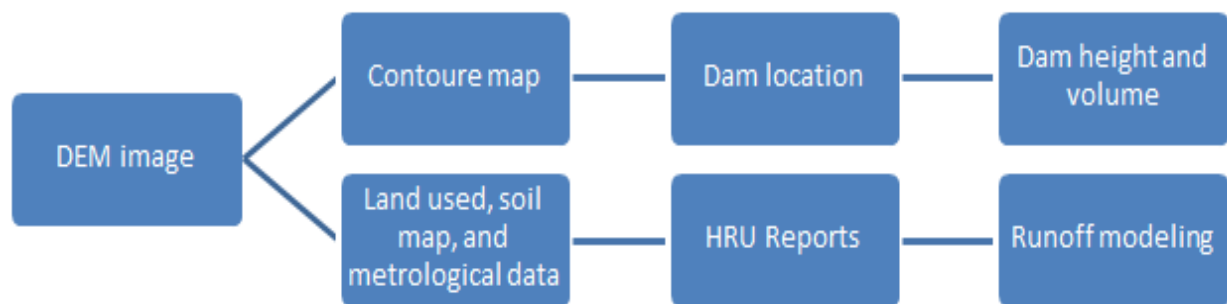 DEM image
Contoure map
Dam location
Dam height and
volume
Land used, soil
map, and
metrological data
HRU Reports
Runoff modeling